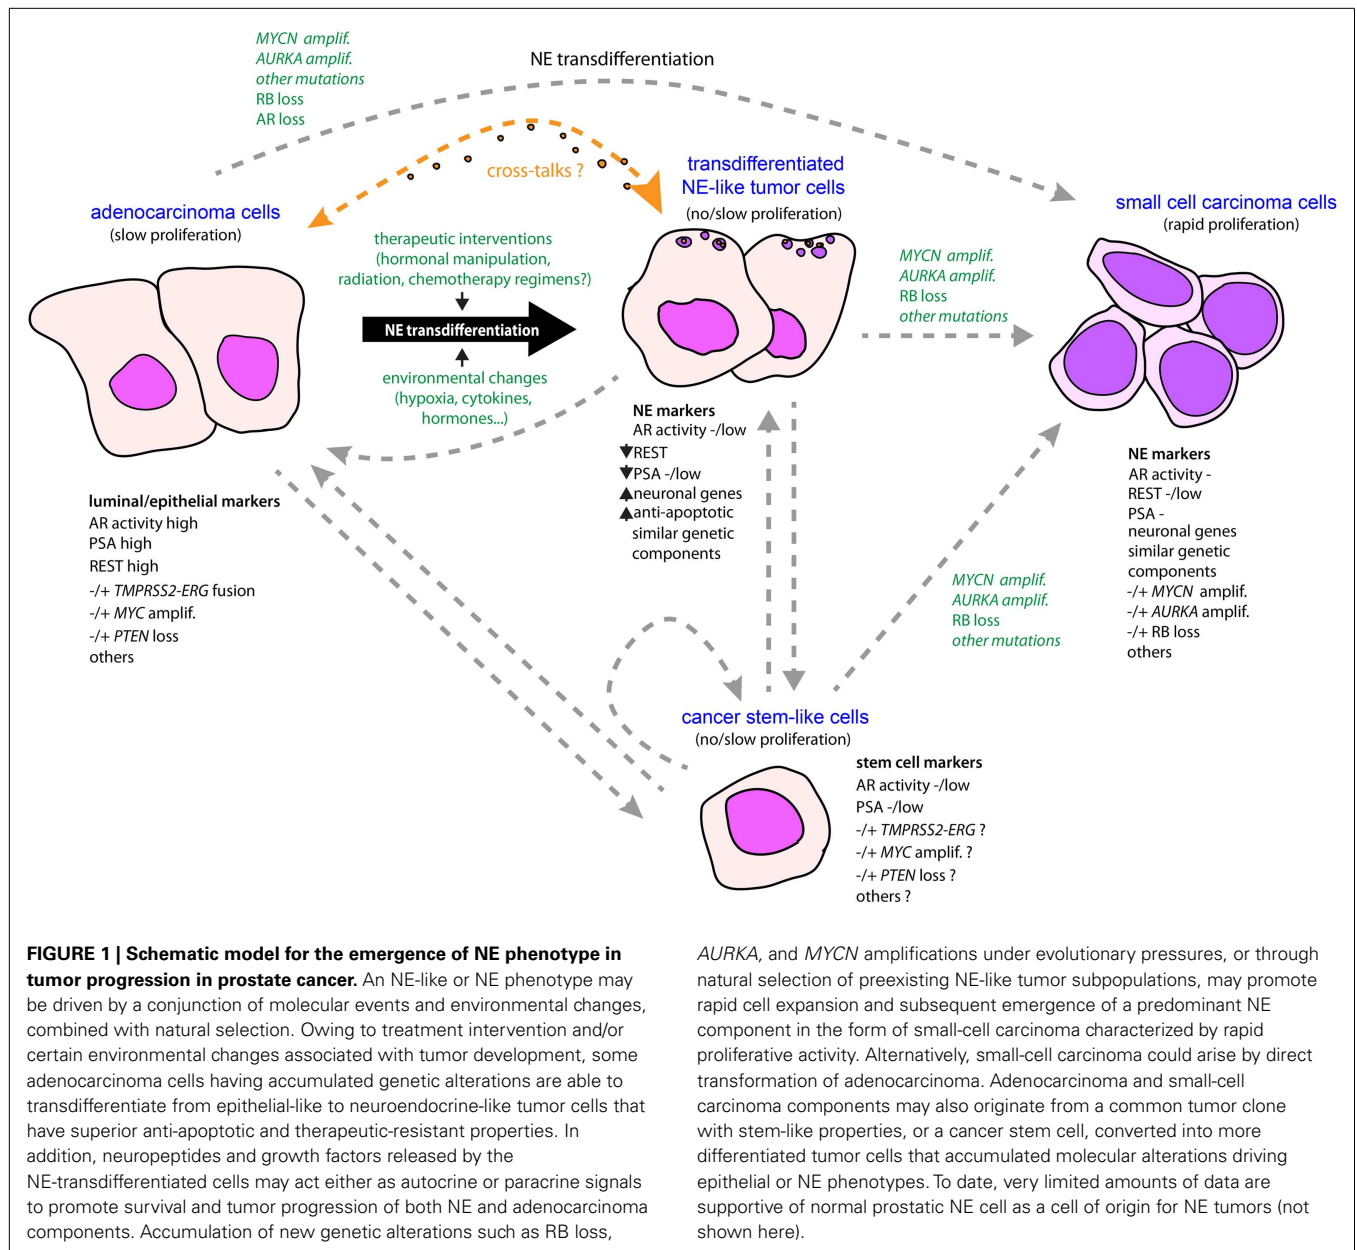 MYCN amplif.
AURKA amplif.
other mutations
RB loss
AR loss
NE transdifferentiation
cross-talks ?
transdifferentiated
NE-like tumor cells
(no/slow proliferation)
adenocarcinoma cells
(slow proliferation)
small cell carcinoma cells
(rapid proliferation)
therapeutic interventions
(hormonal manipulation,
radiation, chemotherapy regimens?)
NE transdifferentiation
environmental changes
(hypoxia, cytokines,
hormones...)
MYCN amplif.
AURKA amplif.
RB loss
other mutations
luminal/epithelial markers
AR activity high
PSA high
REST high
-/+ TMPRSS2-ERG fusion
-/+ MYC amplif.
-/+ PTEN loss
others
NE markers
AR activity -/low
REST
PSA -/low
neuronal genes
anti-apoptotic
similar genetic
components
NE markers
AR activity -
REST -/low
PSA -
neuronal genes
similar genetic
components
-/+ MYCN amplif.
-/+ AURKA amplif.
-/+ RB loss
others
MYCN amplif.
AURKA amplif.
RB loss
other mutations
cancer stem-like cells
(no/slow proliferation)
stem cell markers
AR activity -/low
PSA -/low
-/+ TMPRSS2-ERG ?
-/+ MYC amplif. ?
-/+ PTEN loss ?
others ?
FIGURE 1 | Schematic model for the emergence of NE phenotype in
tumor progression in prostate cancer. An NE-like or NE phenotype may
be driven by a conjunction of molecular events and environmental changes,
combined with natural selection. Owing to treatment intervention and/or
certain environmental changes associated with tumor development, some
adenocarcinoma cells having accumulated genetic alterations are able to
transdifferentiate from epithelial-like to neuroendocrine-like tumor cells that
have superior anti-apoptotic and therapeutic-resistant properties. In
addition, neuropeptides and growth factors released by the
NE-transdifferentiated cells may act either as autocrine or paracrine signals
to promote survival and tumor progression of both NE and adenocarcinoma
components. Accumulation of new genetic alterations such as RB loss,
AURKA, and MYCN amplifications under evolutionary pressures, or through
natural selection of preexisting NE-like tumor subpopulations, may promote
rapid cell expansion and subsequent emergence of a predominant NE
component in the form of small-cell carcinoma characterized by rapid
proliferative activity. Alternatively, small-cell carcinoma could arise by direct
transformation of adenocarcinoma. Adenocarcinoma and small-cell
carcinoma components may also originate from a common tumor clone
with stem-like properties, or a cancer stem cell, converted into more
differentiated tumor cells that accumulated molecular alterations driving
epithelial or NE phenotypes. To date, very limited amounts of data are
supportive of normal prostatic NE cell as a cell of origin for NE tumors (not
shown here).